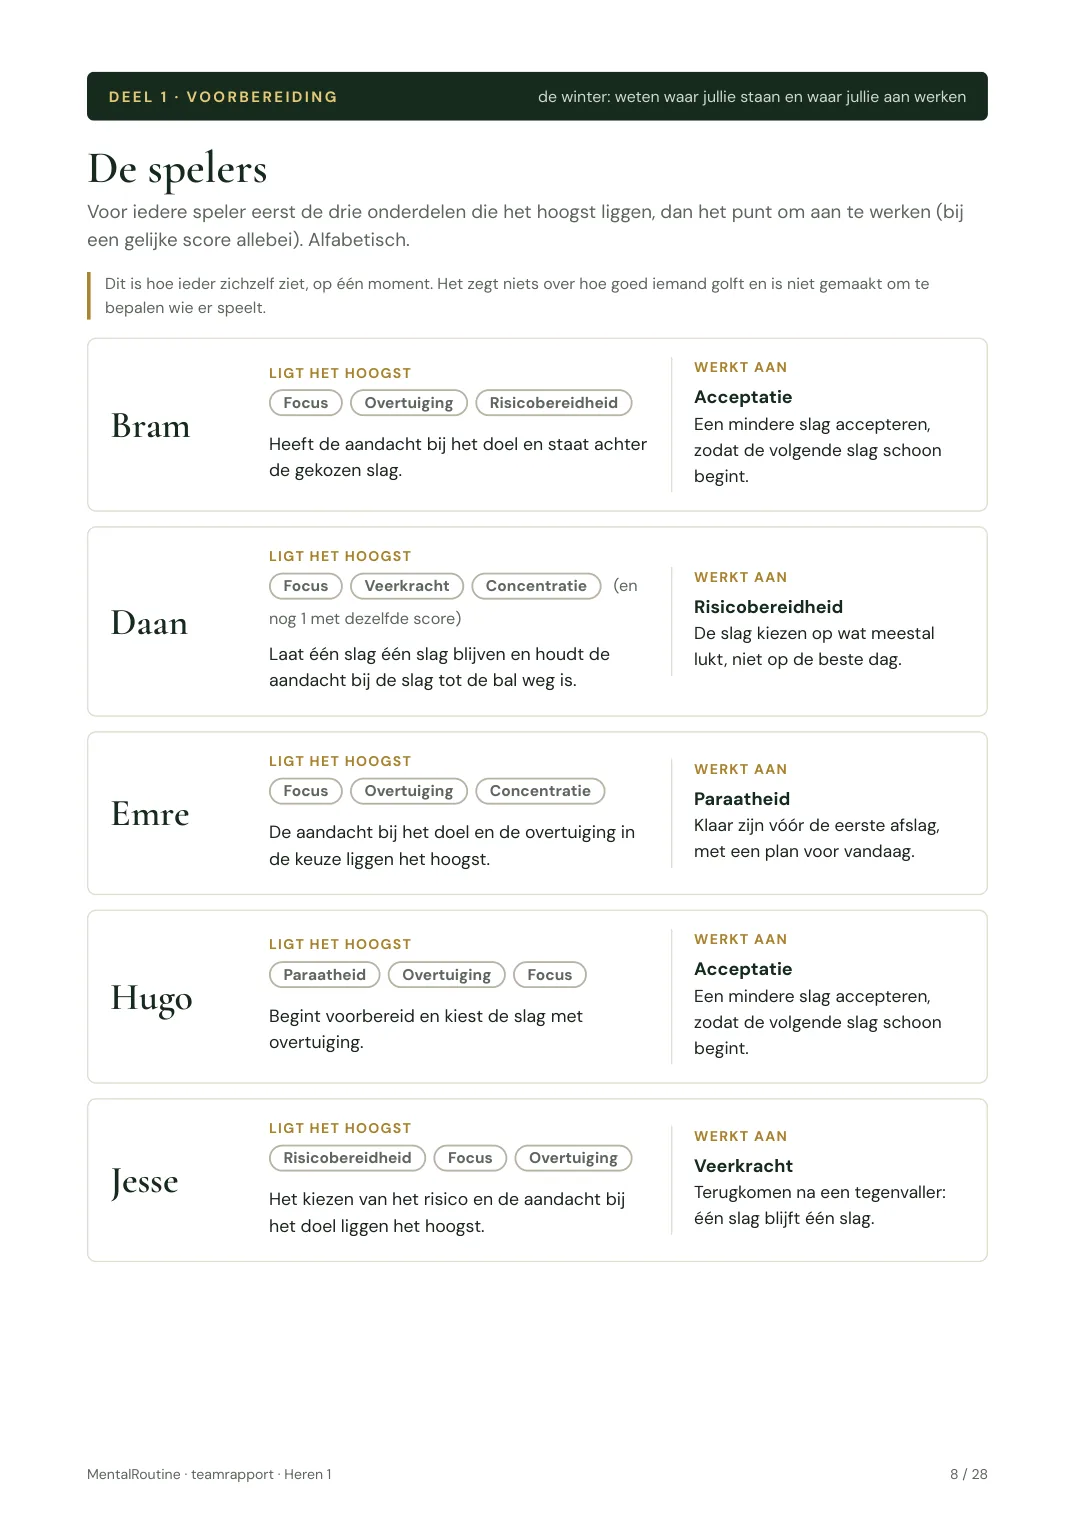 DEEL 1 · VOORBEREIDING
de winter: weten waar jullie staan en waar jullie aan werken
De spelers
Voor iedere speler eerst de drie onderdelen die het hoogst liggen, dan het punt om aan te werken (bij
een gelijke score allebei). Alfabetisch.
Dit is hoe ieder zichzelf ziet, op één moment. Het zegt niets over hoe goed iemand golft en is niet gemaakt om te
bepalen wie er speelt.
Bram
LIGT HET HOOGST
Focus Overtuiging Risicobereidheid
Heeft de aandacht bij het doel en staat achter
de gekozen slag.
WERKT AAN
Acceptatie
Een mindere slag accepteren,
zodat de volgende slag schoon
begint.
Daan
LIGT HET HOOGST
Focus Veerkracht Concentratie (en
nog 1 met dezelfde score)
Laat één slag één slag blijven en houdt de
aandacht bij de slag tot de bal weg is.
WERKT AAN
Risicobereidheid
De slag kiezen op wat meestal
lukt, niet op de beste dag.
Emre
LIGT HET HOOGST
Focus Overtuiging Concentratie
De aandacht bij het doel en de overtuiging in
de keuze liggen het hoogst.
WERKT AAN
Paraatheid
Klaar zijn vóór de eerste afslag,
met een plan voor vandaag.
Hugo
LIGT HET HOOGST
Paraatheid Overtuiging Focus
Begint voorbereid en kiest de slag met
overtuiging.
WERKT AAN
Acceptatie
Een mindere slag accepteren,
zodat de volgende slag schoon
begint.
Jesse
LIGT HET HOOGST
Risicobereidheid Focus Overtuiging
Het kiezen van het risico en de aandacht bij
het doel liggen het hoogst.
WERKT AAN
Veerkracht
Terugkomen na een tegenvaller:
één slag blijft één slag.
MentalRoutine · teamrapport · Heren 1
8 / 28